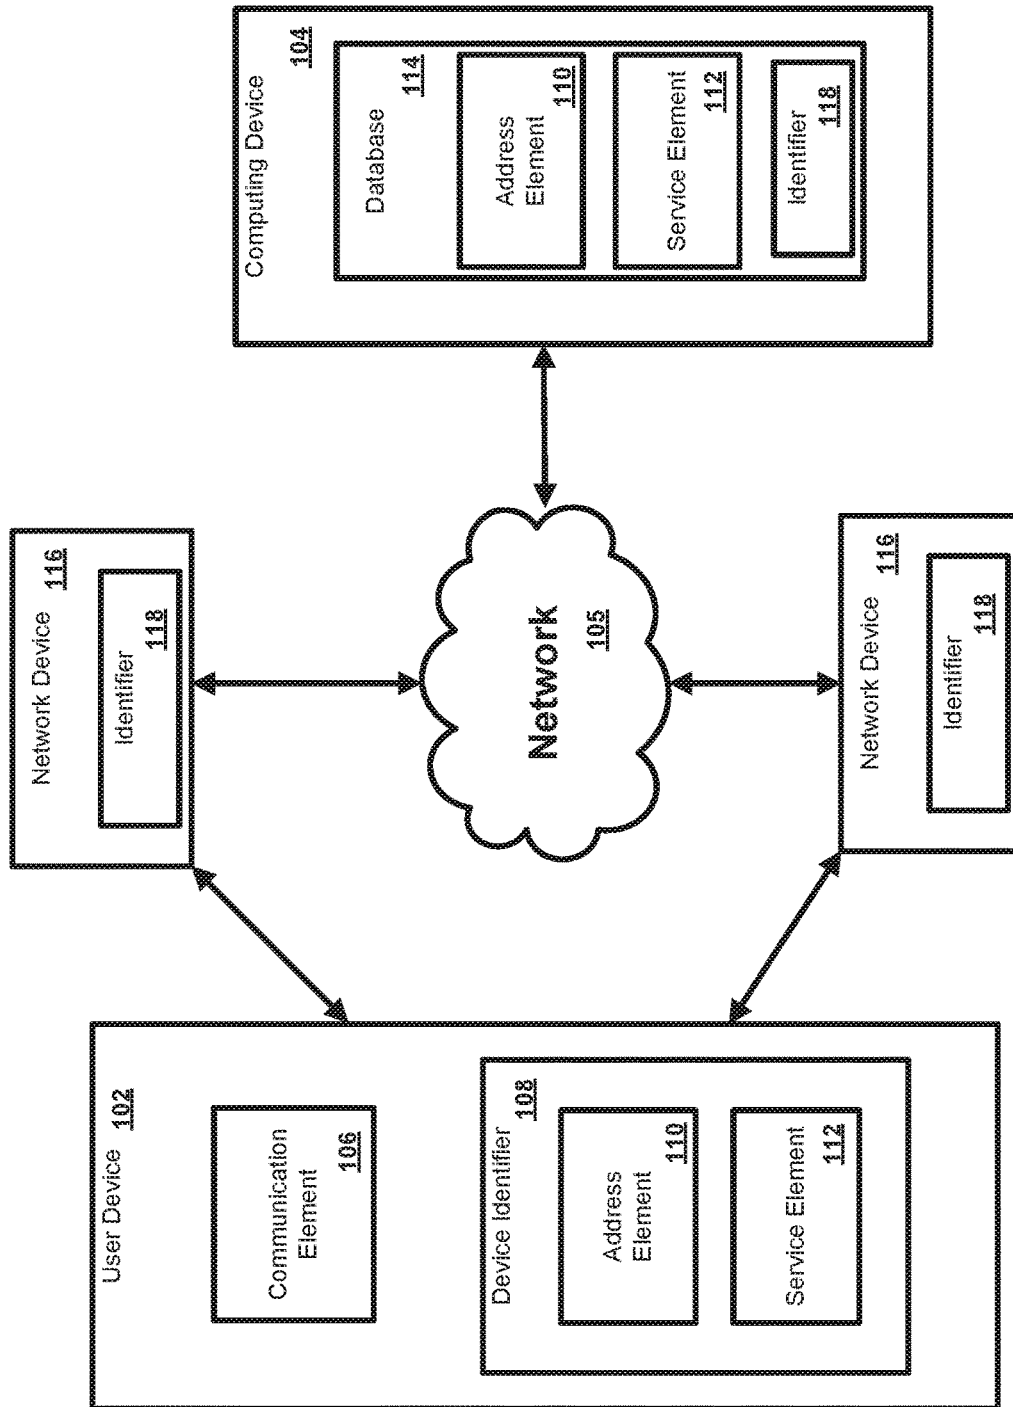 User Device
102
Communication
Element
106
Device Identifier
108
Address
Element
110
Service Element
112
Network Device
116
Identifier
118
Network
105
Network Device
116
Identifier
118
Computing Device
104
Database
114
Address
Element
110
Service Element
112
Identifier
118